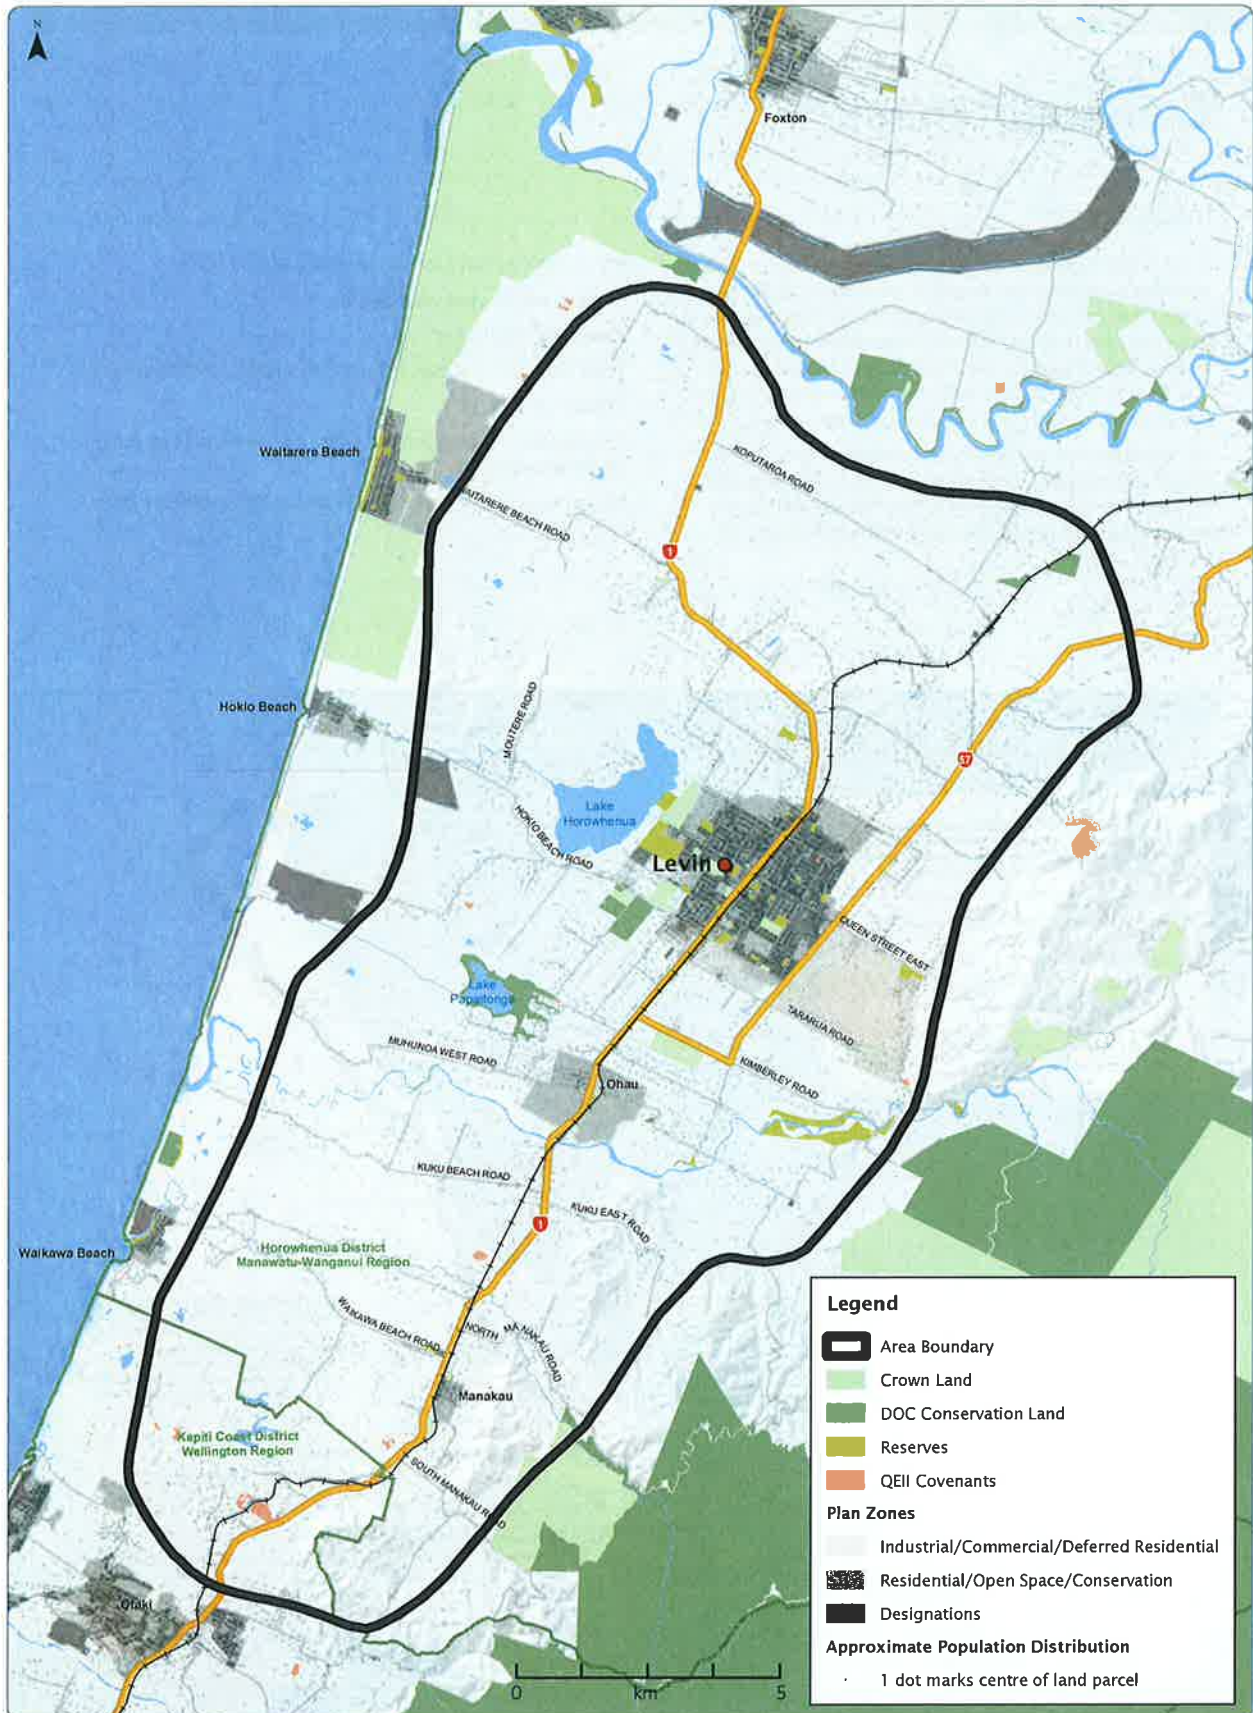 N
Foxton
Waitarere Beach
KOPUTAROA ROAD
WAITARERE BEACH ROAD
1
Hokio Beach
MOUTERE ROAD
57
Lake
Horowhenua
HOKIO BEACH ROAD
Levin
QUEEN STREET EAST
Lake
Papaitonga
TARARUA ROAD
MUHUNOA WEST ROAD
KIMBERLEY ROAD
Ohau
KUKU BEACH ROAD
KUKU EAST ROAD
1
Waikawa Beach
Horowhenua District
Manawatu-Wanganui Region
WAIKAWA BEACH ROAD
NORTH MANAKAU ROAD
Manakau
Kapiti Coast District
Wellington Region
SOUTH MANAKAU ROAD
Otaki
Legend
Area Boundary
Crown Land
DOC Conservation Land
Reserves
QEII Covenants
Plan Zones
Industrial/Commercial/Deferred Residential
Residential/Open Space/Conservation
Designations
Approximate Population Distribution
1 dot marks centre of land parcel
0 km 5